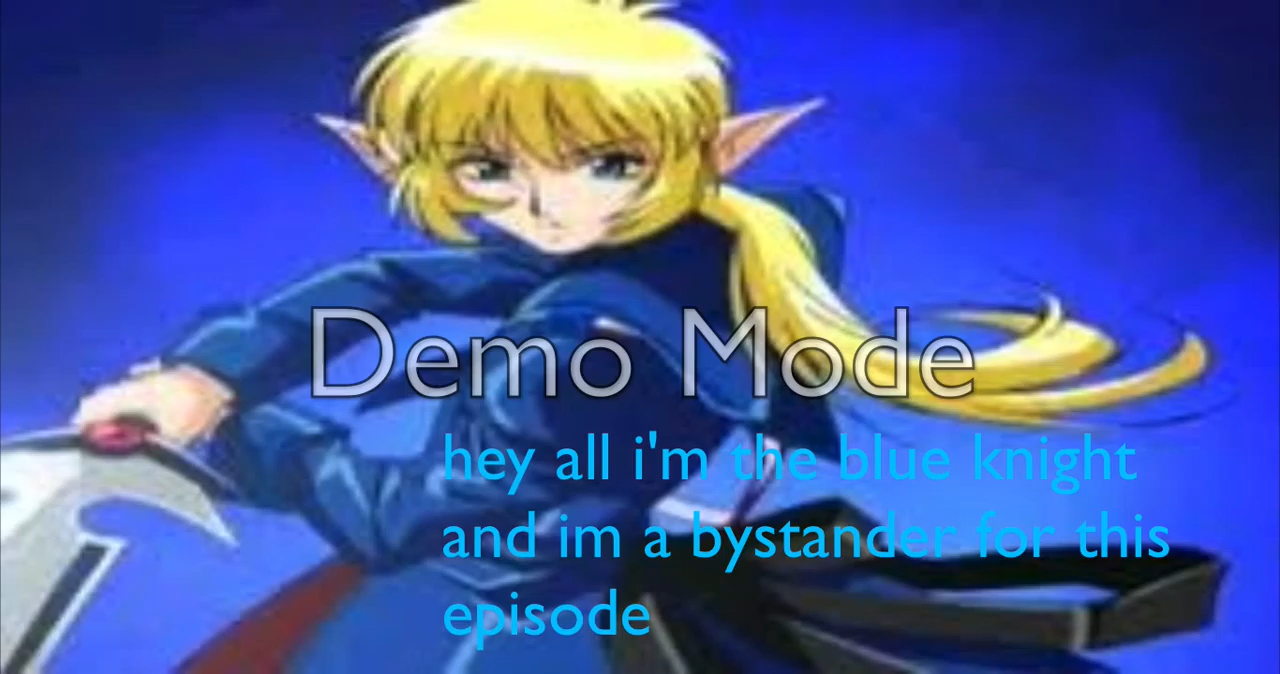 Demo Mode
hey all i'm the blue knight
and im a bystander for this
episode